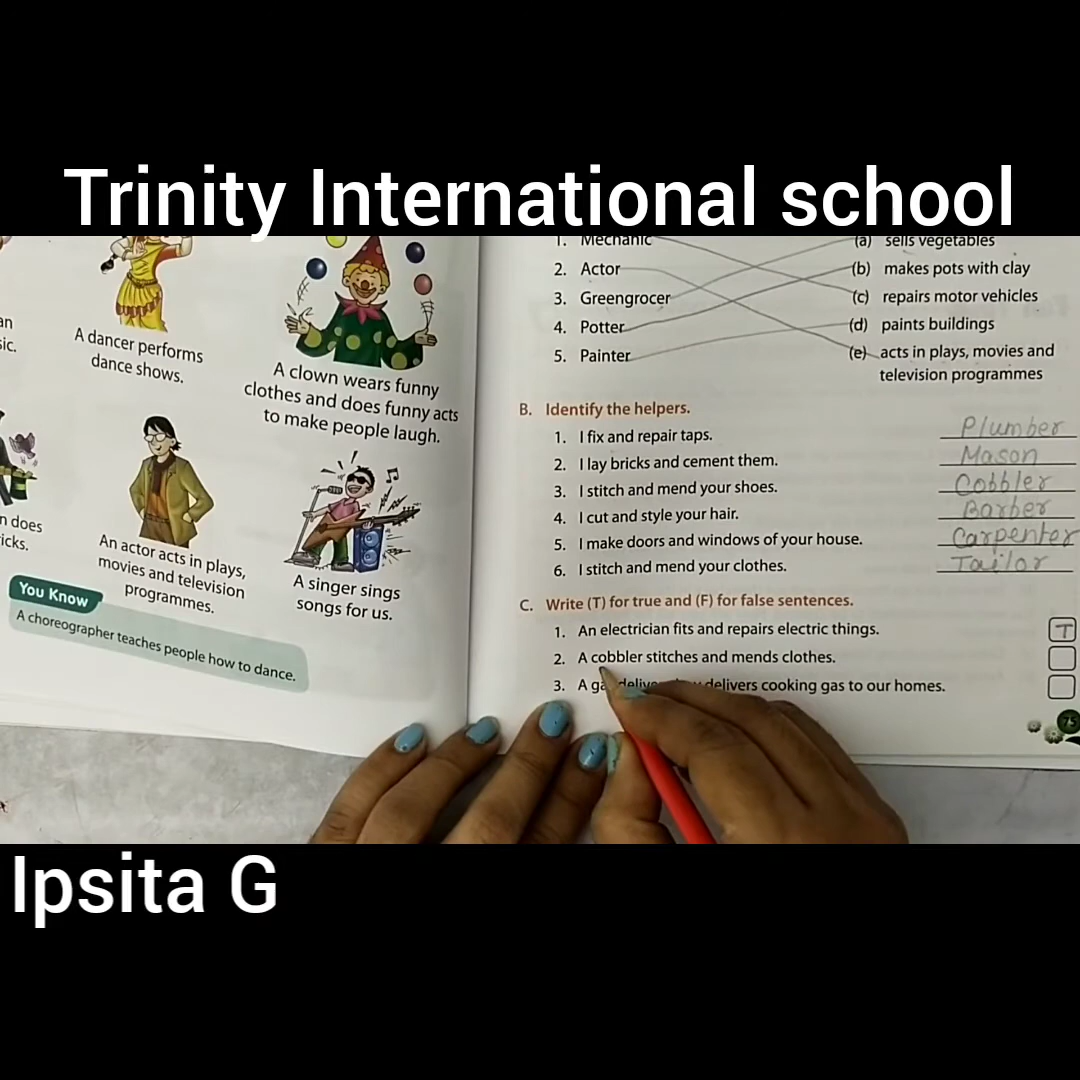 Trinity International school
an
sic.
A dancer performs
dance shows.
A clown wears funny
clothes and does funny acts
to make people laugh.
n does
icks.
An actor acts in plays,
movies and television
programmes.
A singer sings
songs for us.
You Know
A choreographer teaches people how to dance.
1. Mechanic (a) sells vegetables
2. Actor (b) makes pots with clay
3. Greengrocer (c) repairs motor vehicles
4. Potter (d) paints buildings
5. Painter (e) acts in plays, movies and
television programmes
B. Identify the helpers.
1. I fix and repair taps. Plumber
2. I lay bricks and cement them. Mason
3. I stitch and mend your shoes. Cobbler
4. I cut and style your hair. Barber
5. I make doors and windows of your house. Carpenter
6. I stitch and mend your clothes. Tailor
C. Write (T) for true and (F) for false sentences.
1. An electrician fits and repairs electric things. T
2. A cobbler stitches and mends clothes.
3. A delivers cooking gas to our homes.
75
Ipsita G